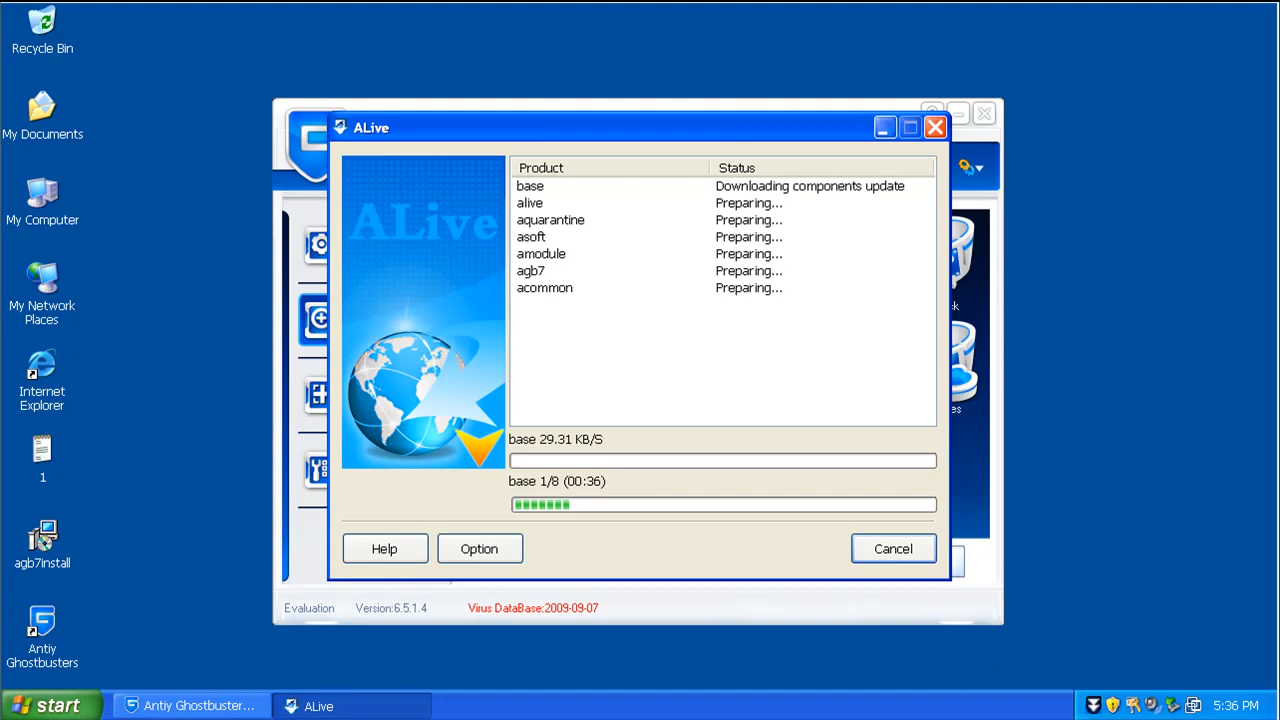 Recycle Bin
My Documents
My Computer
My Network
Places
Internet
Explorer
1
agb7install
Antiy
Ghostbusters
ALive
ALive
Product Status
base Downloading components update
alive Preparing...
aquarantine Preparing...
asoft Preparing...
amodule Preparing...
agb7 Preparing...
acommon Preparing...
base 29.31 KB/S
base 1/8 (00:36)
Help Option Cancel
Evaluation Version:6.5.1.4 Virus DataBase:2009-09-07
start Antiy Ghostbuster... ALive 5:36 PM